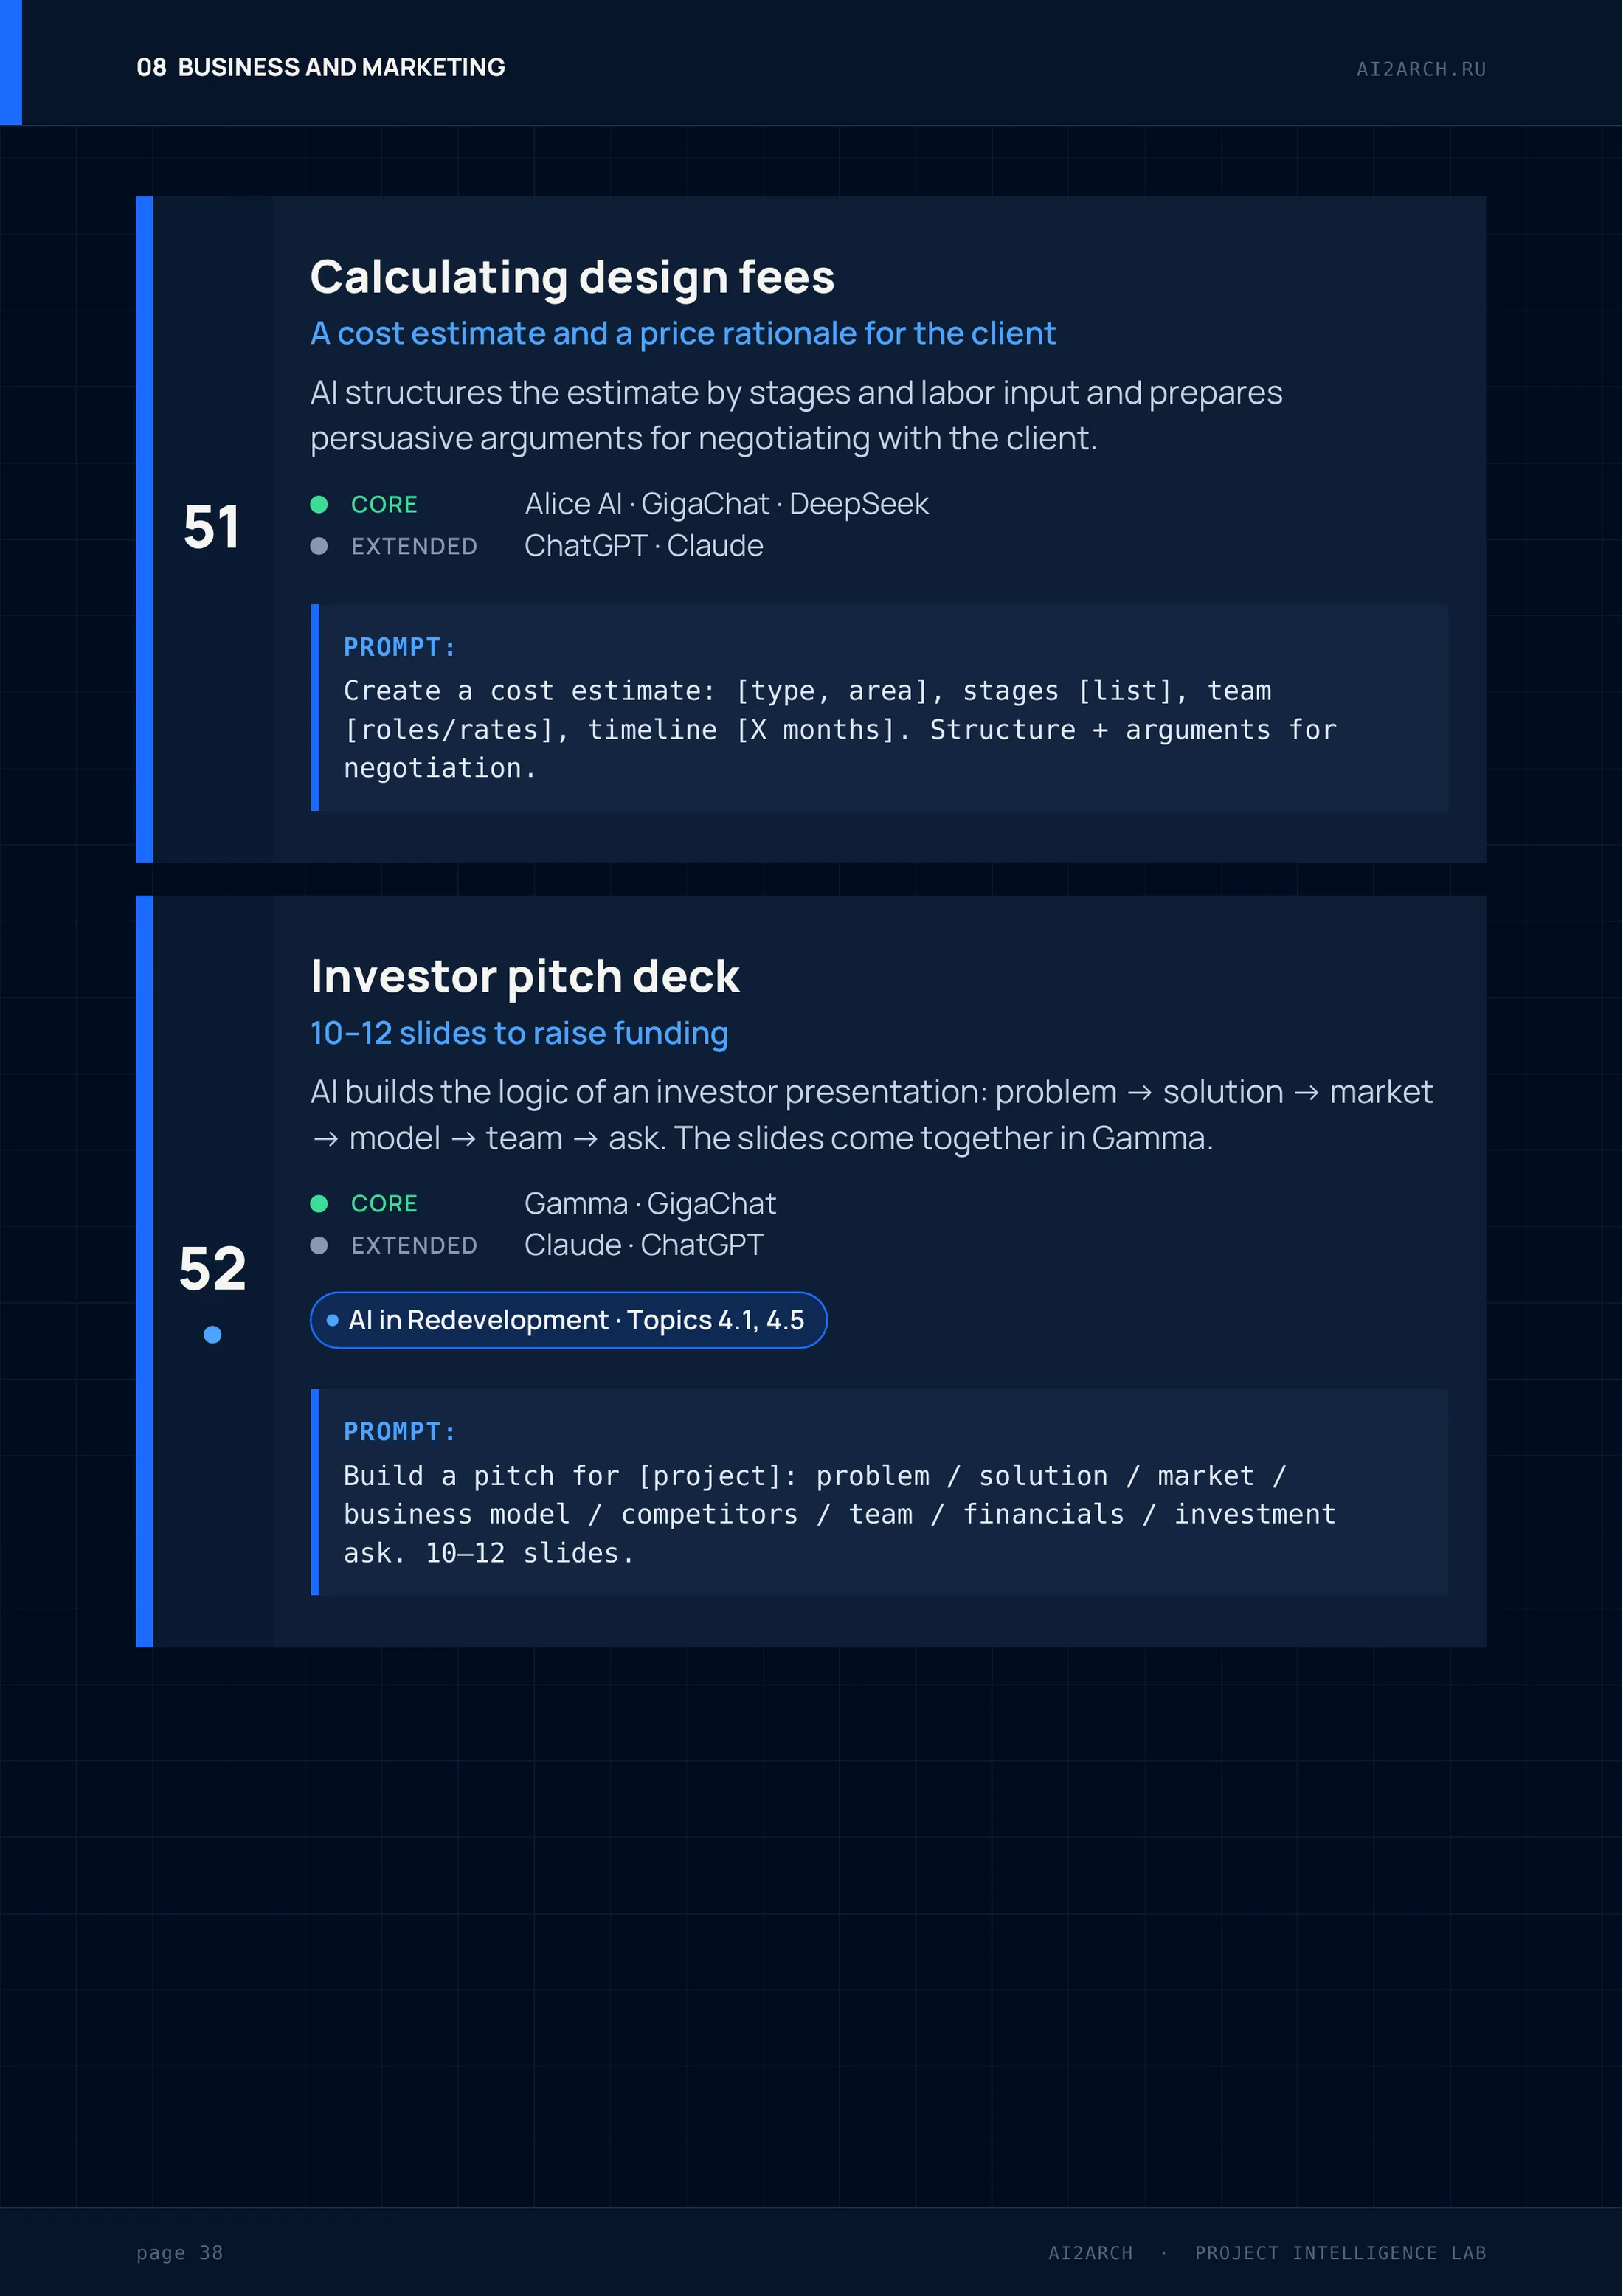 08 BUSINESS AND MARKETING
AI2ARCH.RU
51
Calculating design fees
A cost estimate and a price rationale for the client
AI structures the estimate by stages and labor input and prepares
persuasive arguments for negotiating with the client.
CORE Alice AI · GigaChat · DeepSeek
EXTENDED ChatGPT · Claude
PROMPT:
Create a cost estimate: [type, area], stages [list], team
[roles/rates], timeline [X months]. Structure + arguments for
negotiation.
52
Investor pitch deck
10–12 slides to raise funding
AI builds the logic of an investor presentation: problem → solution → market
→ model → team → ask. The slides come together in Gamma.
CORE Gamma · GigaChat
EXTENDED Claude · ChatGPT
AI in Redevelopment · Topics 4.1, 4.5
PROMPT:
Build a pitch for [project]: problem / solution / market /
business model / competitors / team / financials / investment
ask. 10–12 slides.
page 38
AI2ARCH · PROJECT INTELLIGENCE LAB